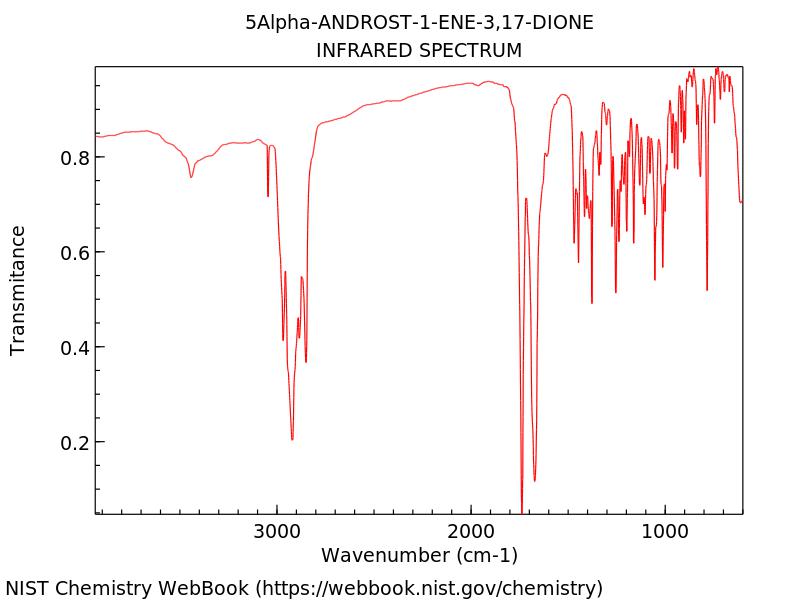 5Alpha-ANDROST-1-ENE-3,17-DIONE
INFRARED SPECTRUM
0.8
0.6
0.4
0.2
Transmitance
3000 2000 1000
Wavenumber (cm-1)
NIST Chemistry WebBook (https://webbook.nist.gov/chemistry)